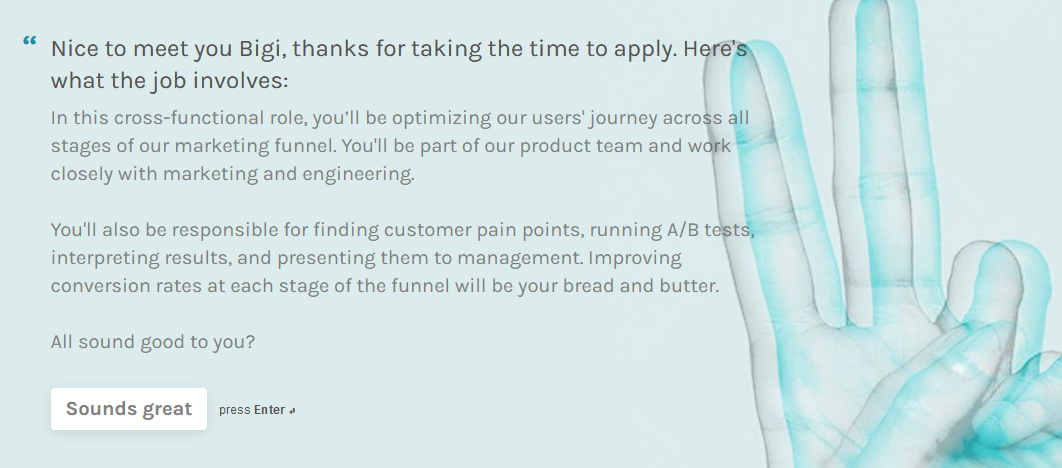 “ Nice to meet you Bigi, thanks for taking the time to apply. Here's
what the job involves:
In this cross-functional role, you’ll be optimizing our users' journey across all
stages of our marketing funnel. You'll be part of our product team and work
closely with marketing and engineering.
You'll also be responsible for finding customer pain points, running A/B tests,
interpreting results, and presenting them to management. Improving
conversion rates at each stage of the funnel will be your bread and butter.
All sound good to you?
Sounds great press Enter ↵